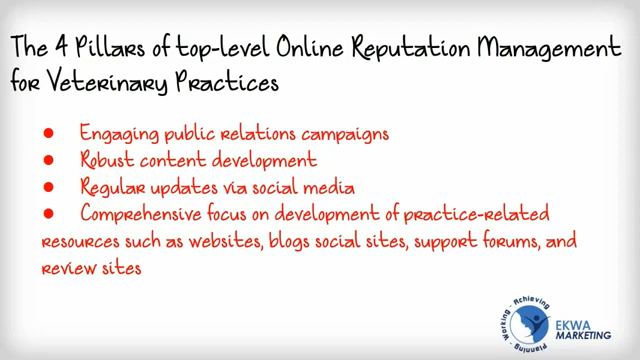 The 4 Pillars of top-level Online Reputation Management
for Veterinary Practices
● Engaging public relations campaigns
● Robust content development
● Regular updates via social media
● Comprehensive focus on development of practice-related
resources such as websites, blogs social sites, support forums, and
review sites
Planning - Working - Achieving
EKWA
MARKETING